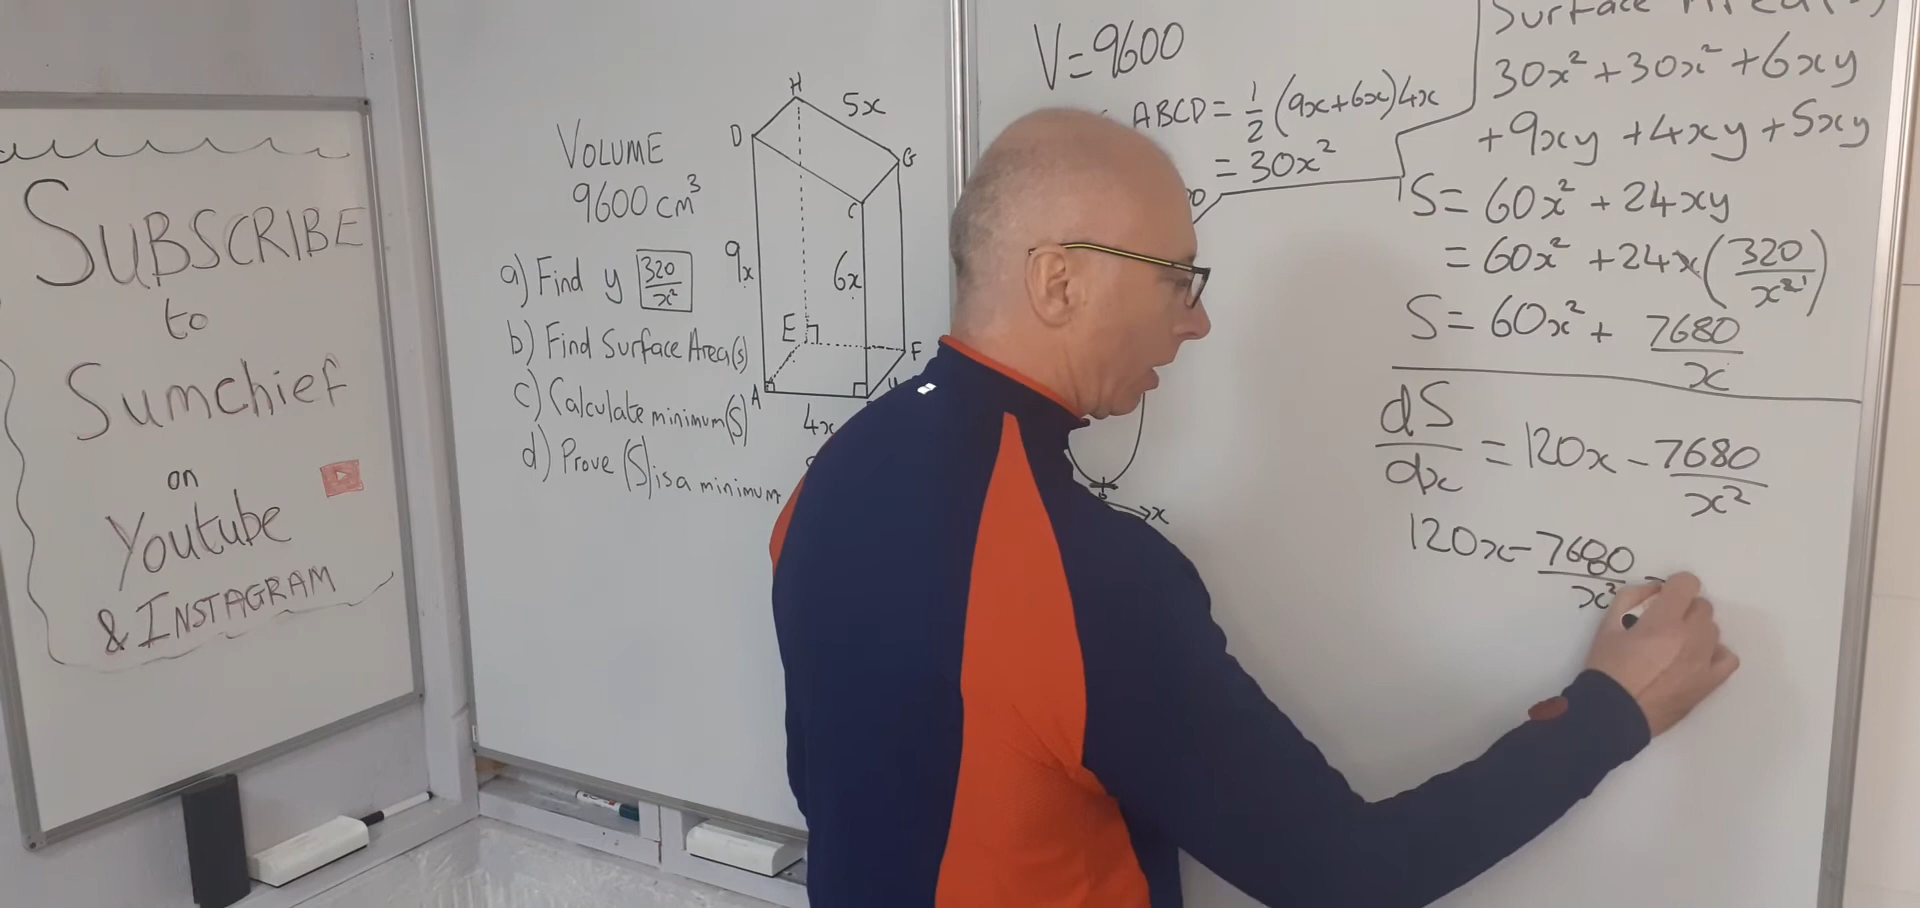 SUBSCRIBE
to
Sumchief
on
Youtube
& INSTAGRAM
VOLUME
9600 cm³
a) Find y 320/x²
b) Find Surface Area(s)
c) Calculate minimum(S)
d) Prove (S) is a minimum
H
5x
D
G
C
9x
6x
E
F
A
4x
V=9600
ABCD = 1/2 (9x+6x)4x
= 30x²
x
Surface Area(s)
30x² + 30x² + 6xy
+ 9xy + 4xy + 5xy
S = 60x² + 24xy
= 60x² + 24x (320/x²)
S = 60x² + 7680/x
dS/dx = 120x - 7680/x²
120x - 7680/x²